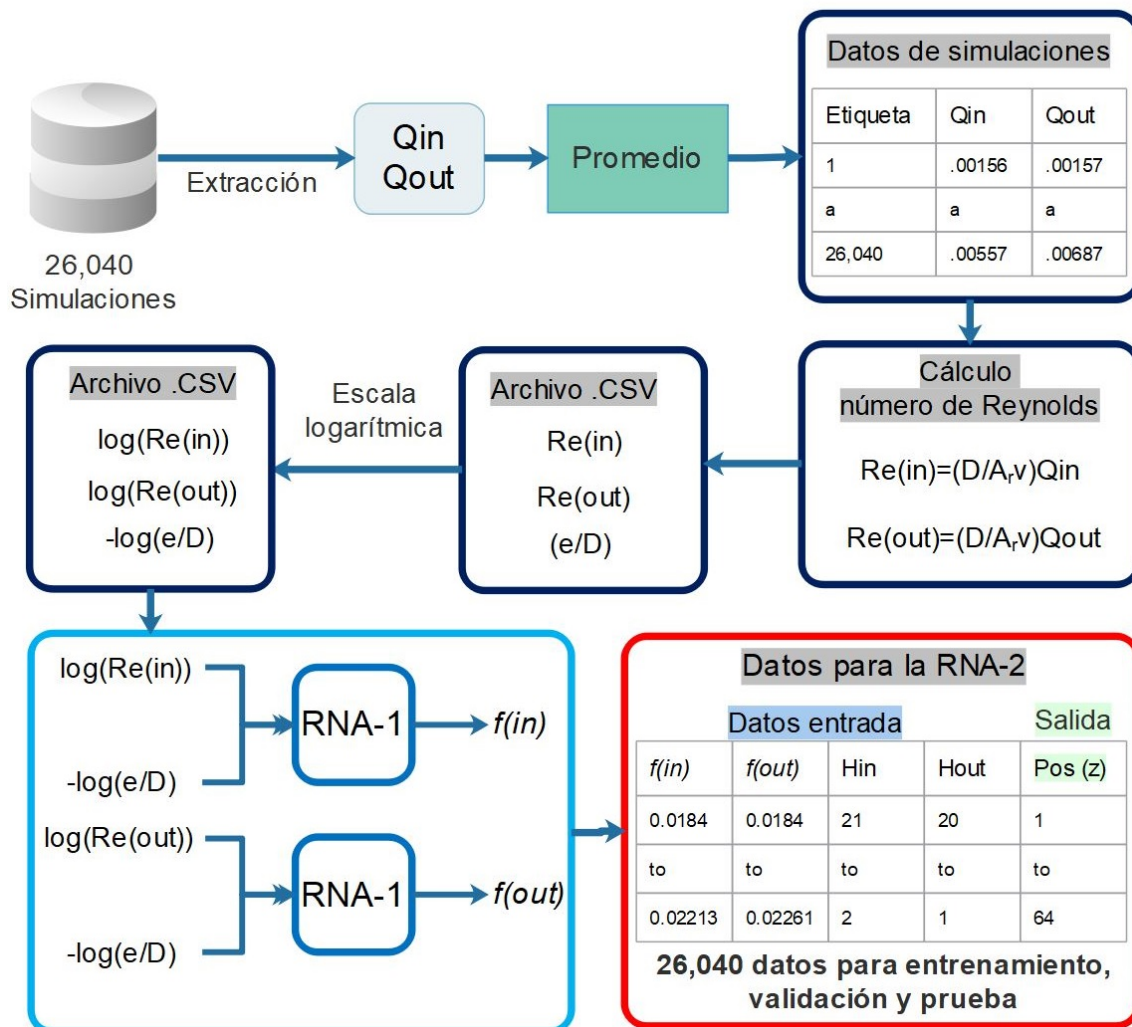 26,040
Simulaciones
Extracción
Qin
Qout
Promedio
Datos de simulaciones
Etiqueta Qin Qout
1 .00156 .00157
a a a
26,040 .00557 .00687
Cálculo
número de Reynolds
Re(in)=(D/Aᵣv)Qin
Re(out)=(D/Aᵣv)Qout
Archivo .CSV
Re(in)
Re(out)
(e/D)
Escala
logarítmica
Archivo .CSV
log(Re(in))
log(Re(out))
-log(e/D)
log(Re(in))
-log(e/D)
RNA-1
f(in)
log(Re(out))
-log(e/D)
RNA-1
f(out)
Datos para la RNA-2
Datos entrada Salida
f(in) f(out) Hin Hout Pos (z)
0.0184 0.0184 21 20 1
to to to to to
0.02213 0.02261 2 1 64
26,040 datos para entrenamiento,
validación y prueba